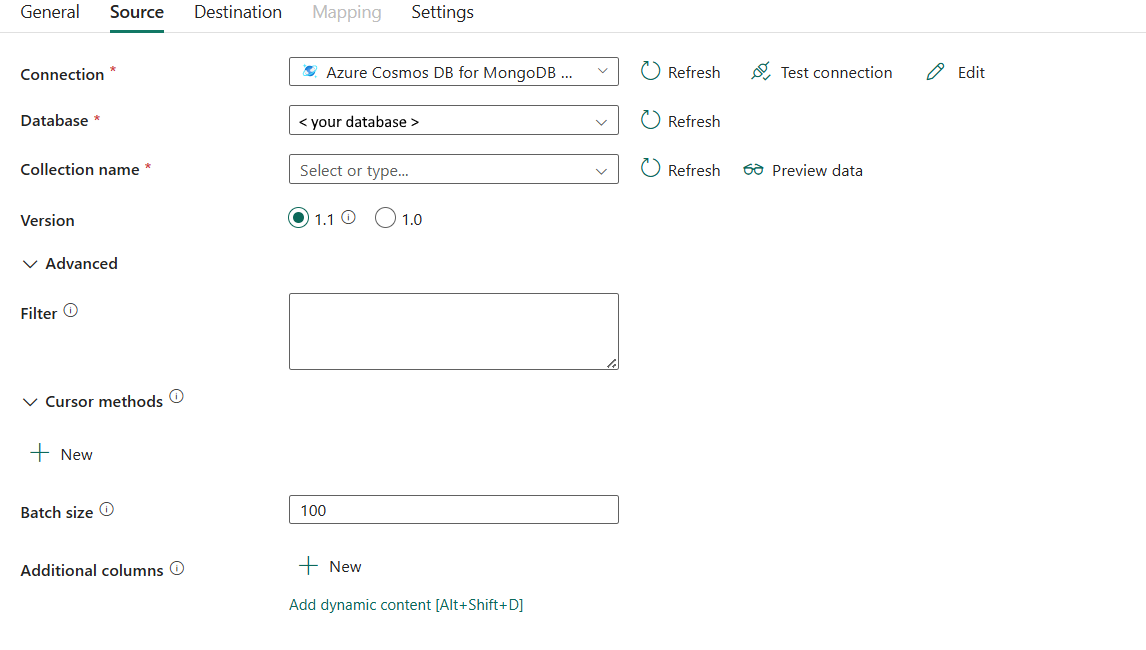 General Source Destination Mapping Settings
Connection * Azure Cosmos DB for MongoDB ... Refresh Test connection Edit
Database * < your database > Refresh
Collection name * Select or type... Refresh Preview data
Version 1.1 1.0
Advanced
Filter
Cursor methods
New
Batch size 100
Additional columns New
Add dynamic content [Alt+Shift+D]